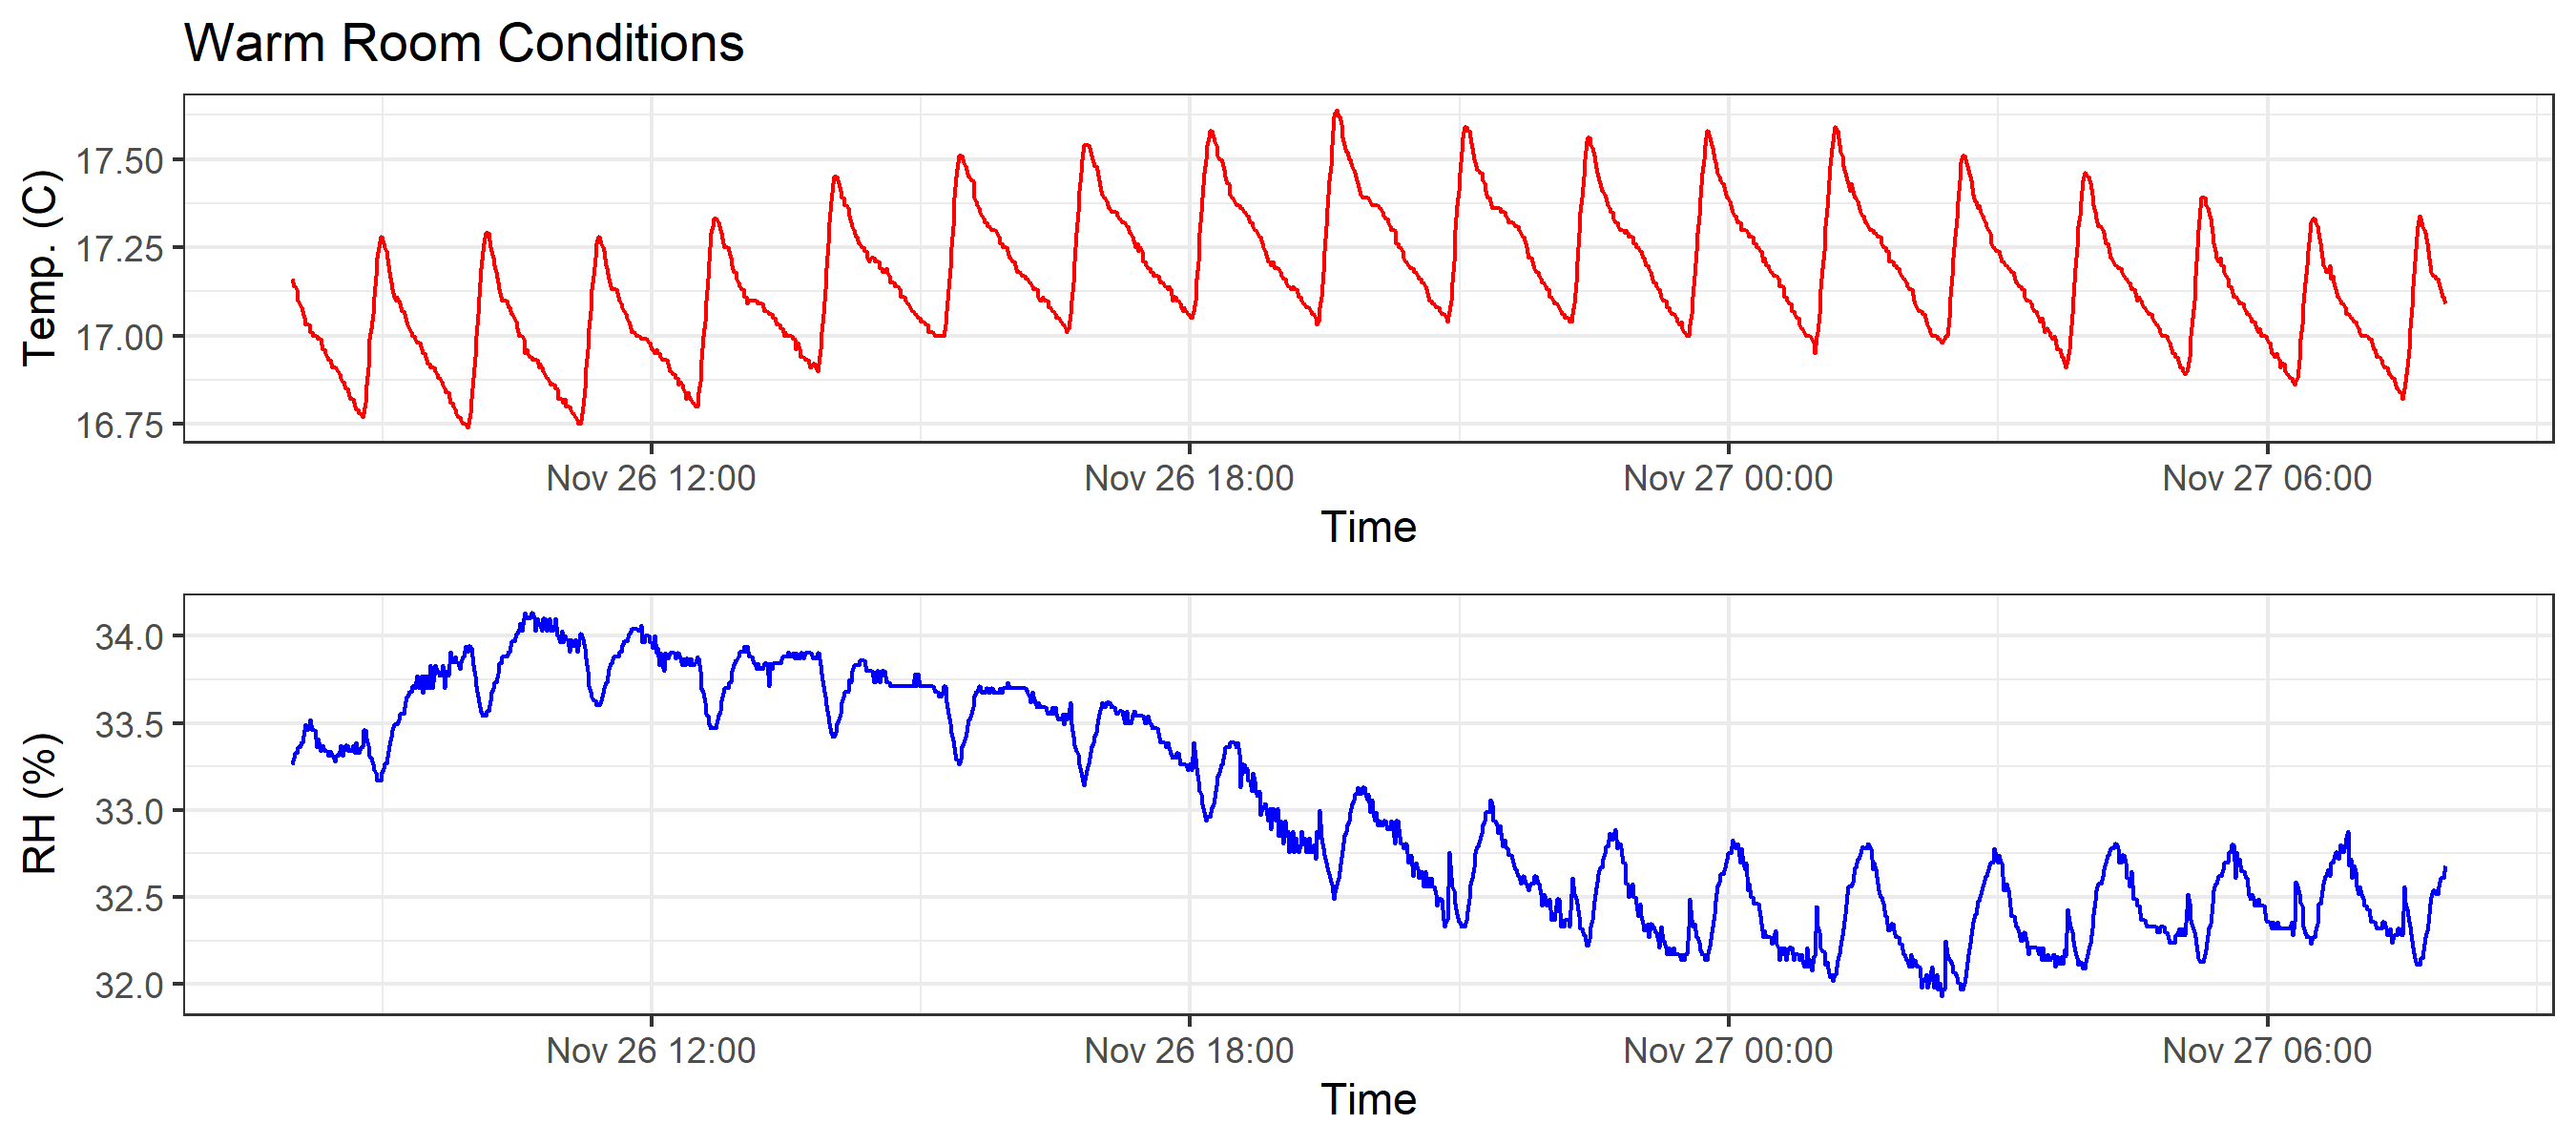 Warm Room Conditions
Temp. (C)
17.50
17.25
17.00
16.75
Nov 26 12:00 Nov 26 18:00 Nov 27 00:00 Nov 27 06:00
Time
RH (%)
34.0
33.5
33.0
32.5
32.0
Nov 26 12:00 Nov 26 18:00 Nov 27 00:00 Nov 27 06:00
Time